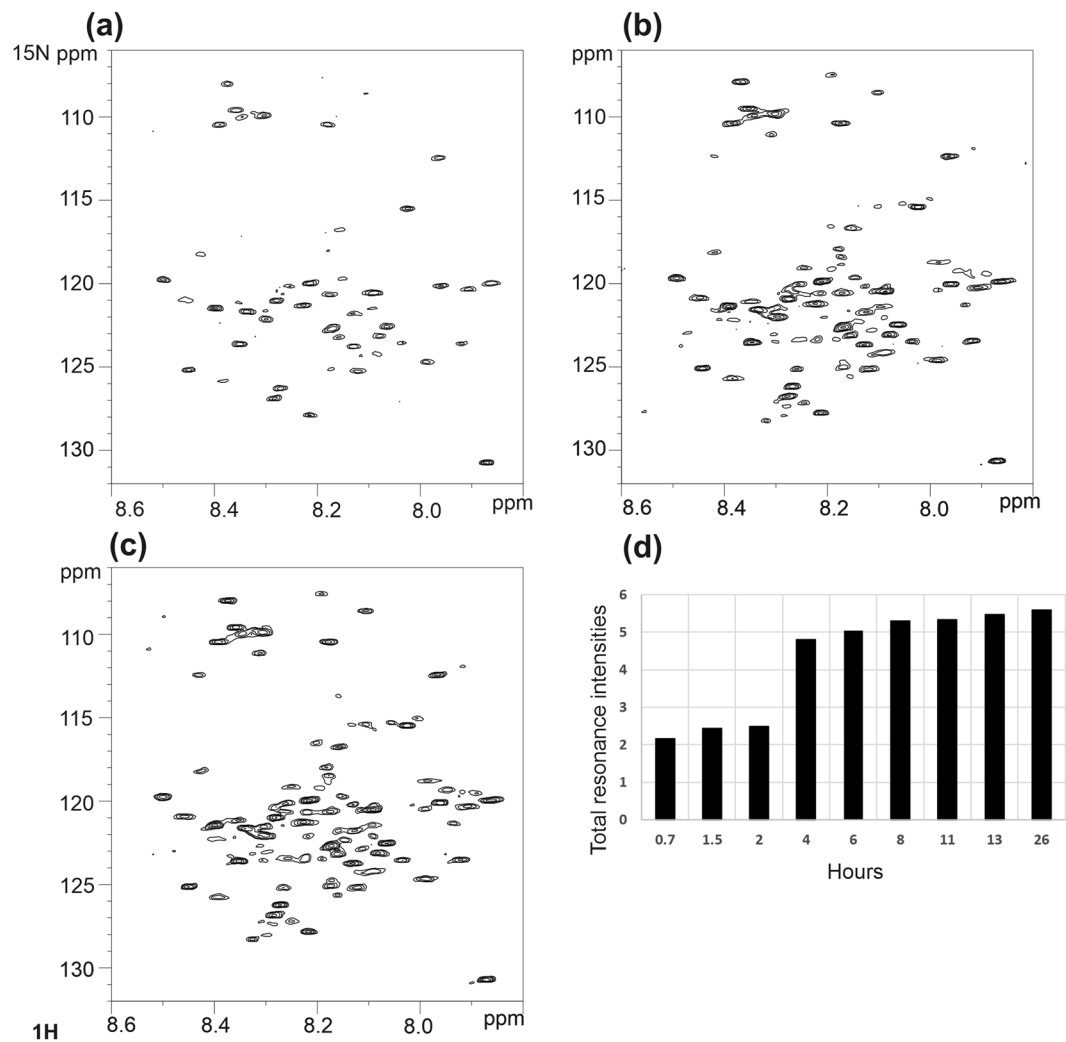 (a)
(b)
15N ppm
ppm
110
110
115
115
120
120
125
125
130
130
8.6
8.4
8.2
8.0
ppm
8.6
8.4
8.2
8.0
ppm
(c)
(d)
ppm
110
115
120
125
130
8.6
8.4
8.2
8.0
ppm
1H
Total resonance intensities
6
5
4
3
2
1
0
0.7 1.5 2 4 6 8 11 13 26
Hours